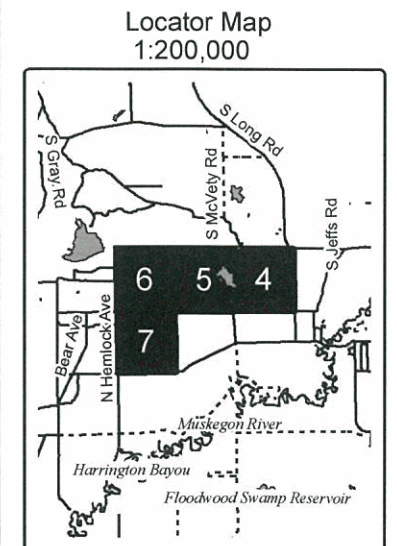 Locator Map
1:200,000
S Long Rd
S Gray Rd
S McVety Rd
S Jeffs Rd
6 5 4
7
Bear Ave
N Hemlock Ave
Muskegon River
Harrington Bayou
Floodwood Swamp Reservoir